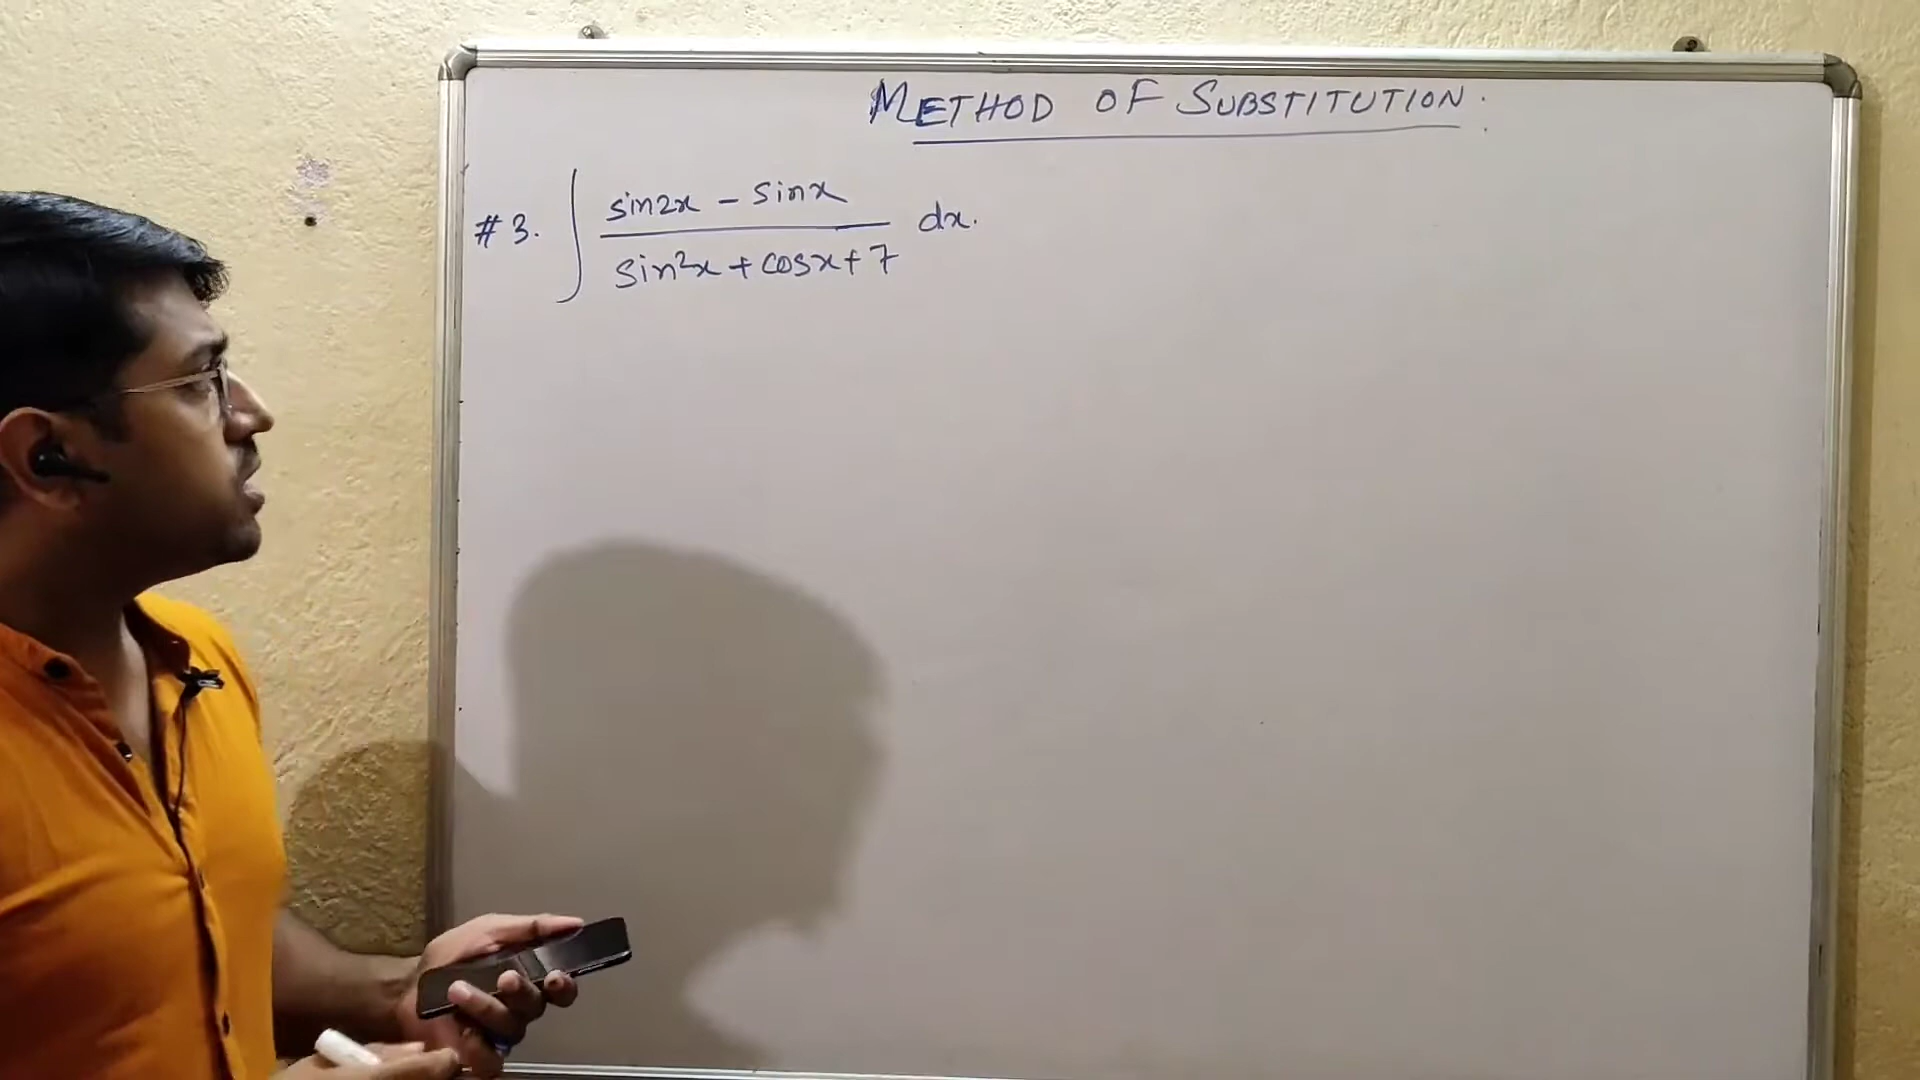 METHOD OF SUBSTITUTION.
#3. ∫ (sin2x - sinx) / (sin²x + cosx + 7) dx.